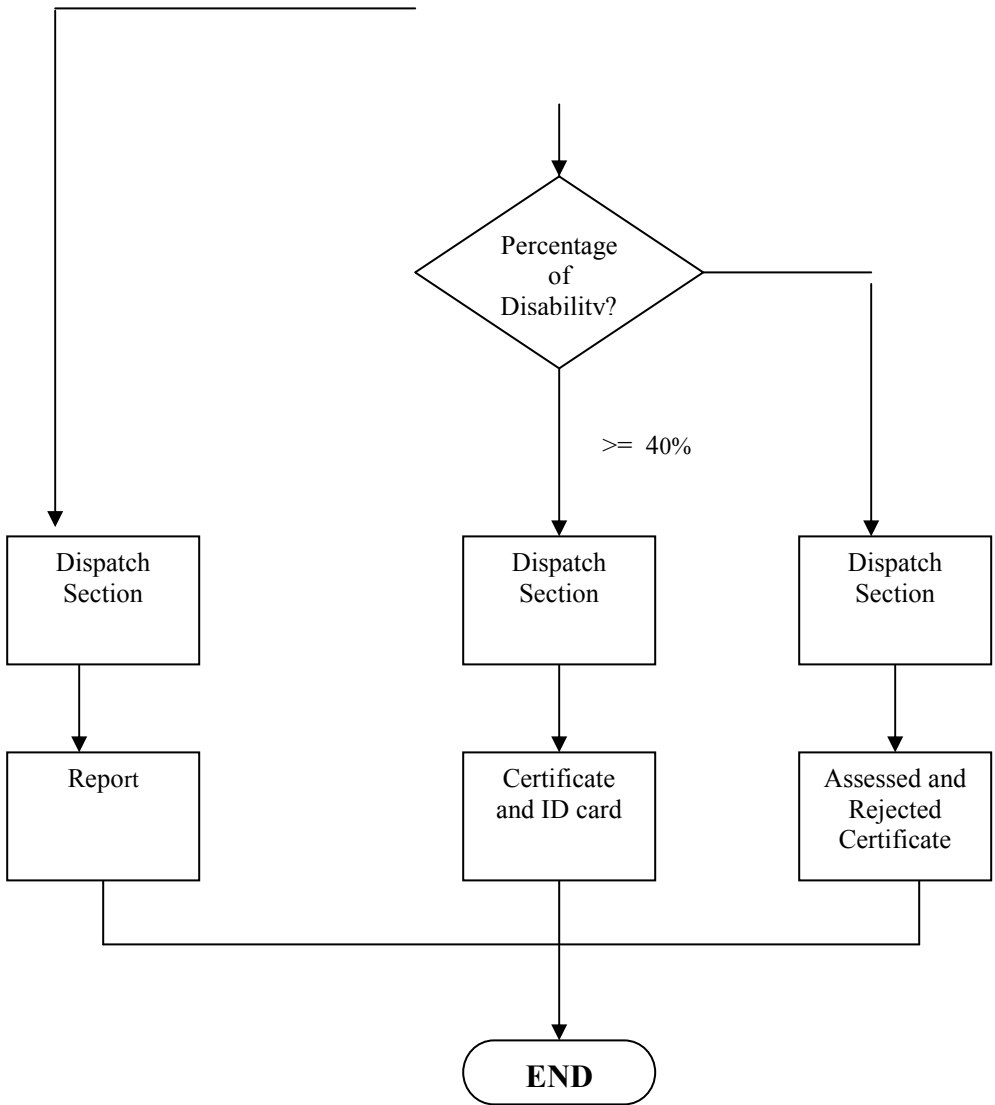 Percentage
of
Disability?
>= 40%
Dispatch
Section
Dispatch
Section
Dispatch
Section
Report
Certificate
and ID card
Assessed and
Rejected
Certificate
END